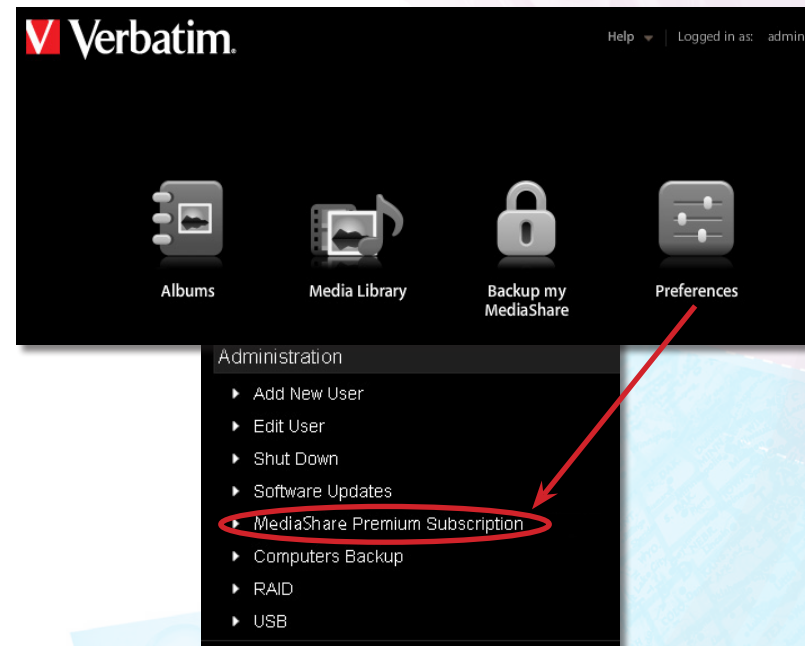 Verbatim.
Help Logged in as: admin
Albums
Media Library
Backup my
MediaShare
Preferences
Administration
Add New User
Edit User
Shut Down
Software Updates
MediaShare Premium Subscription
Computers Backup
RAID
USB